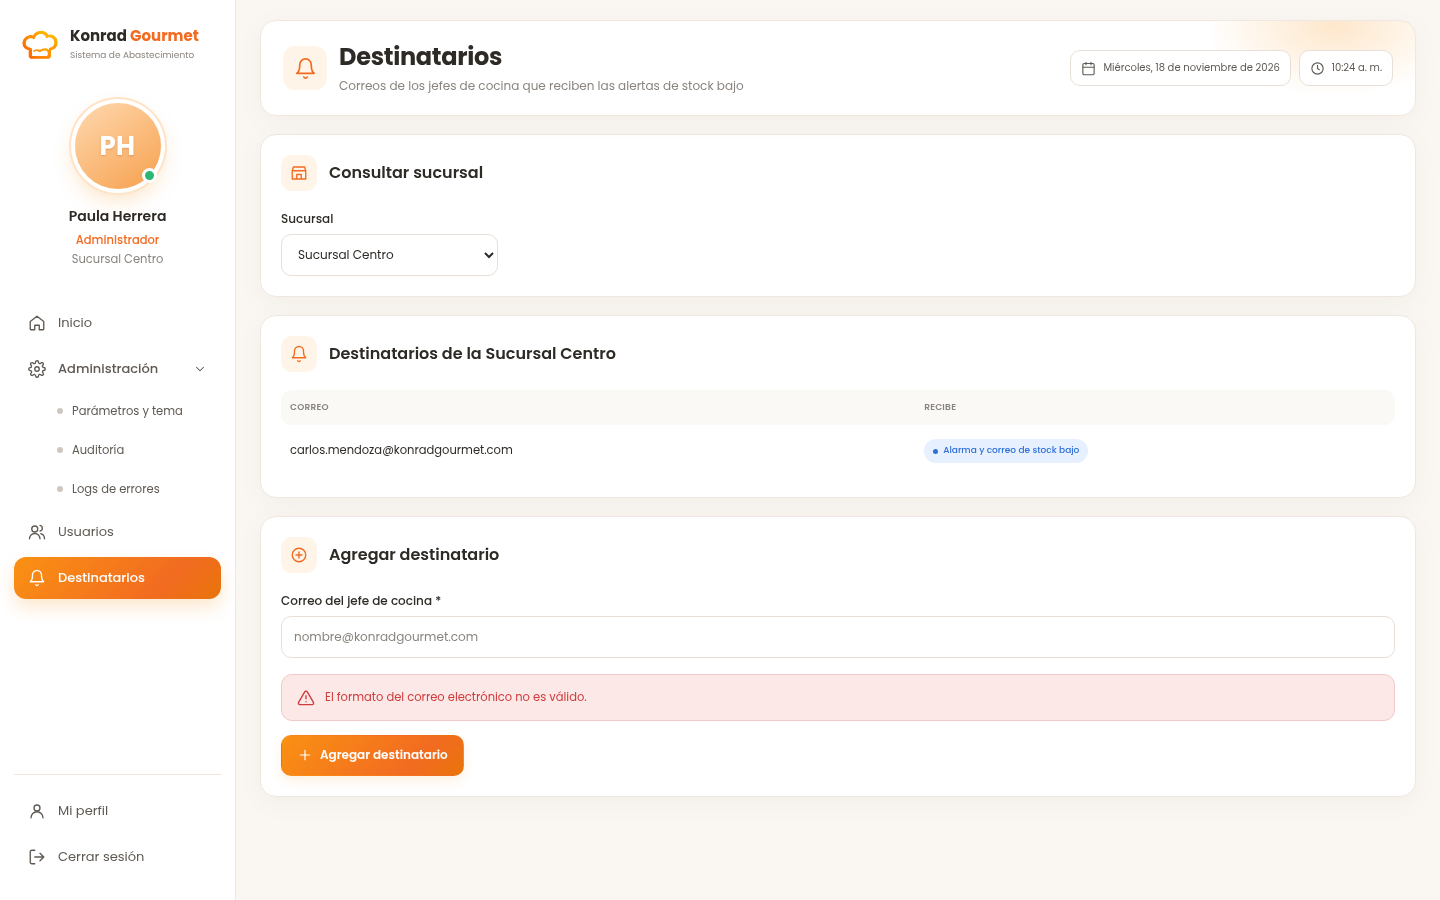 Konrad Gourmet
Sistema de Abastecimiento
PH
Paula Herrera
Administrador
Sucursal Centro
Inicio
Administración
Parámetros y tema
Auditoría
Logs de errores
Usuarios
Destinatarios
Mi perfil
Cerrar sesión
Destinatarios
Correos de los jefes de cocina que reciben las alertas de stock bajo
Miércoles, 18 de noviembre de 2026
10:24 a. m.
Consultar sucursal
Sucursal
Sucursal Centro
Destinatarios de la Sucursal Centro
CORREO RECIBE
carlos.mendoza@konradgourmet.com Alarma y correo de stock bajo
Agregar destinatario
Correo del jefe de cocina *
nombre@konradgourmet.com
El formato del correo electrónico no es válido.
Agregar destinatario